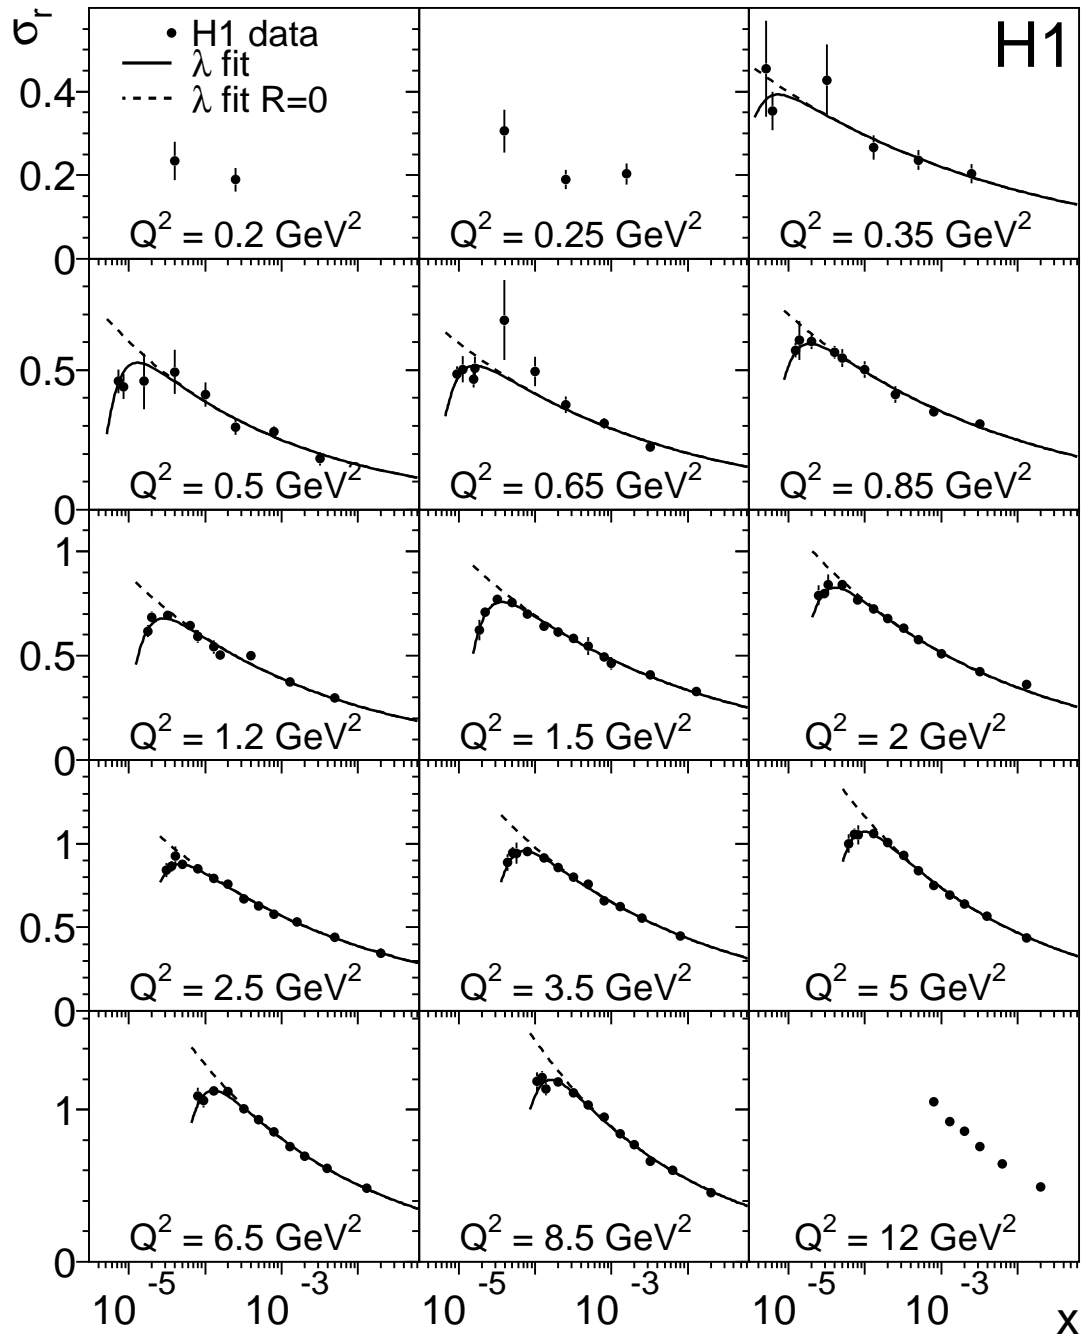 σr
H1 data
λ fit
λ fit R=0
H1
0.4
0.2
0
Q² = 0.2 GeV²
Q² = 0.25 GeV²
Q² = 0.35 GeV²
0.5
0
Q² = 0.5 GeV²
Q² = 0.65 GeV²
Q² = 0.85 GeV²
1
0.5
0
Q² = 1.2 GeV²
Q² = 1.5 GeV²
Q² = 2 GeV²
1
0.5
0
Q² = 2.5 GeV²
Q² = 3.5 GeV²
Q² = 5 GeV²
1
0
Q² = 6.5 GeV²
Q² = 8.5 GeV²
Q² = 12 GeV²
10⁻⁵ 10⁻³ 10⁻⁵ 10⁻³ 10⁻⁵ 10⁻³
x